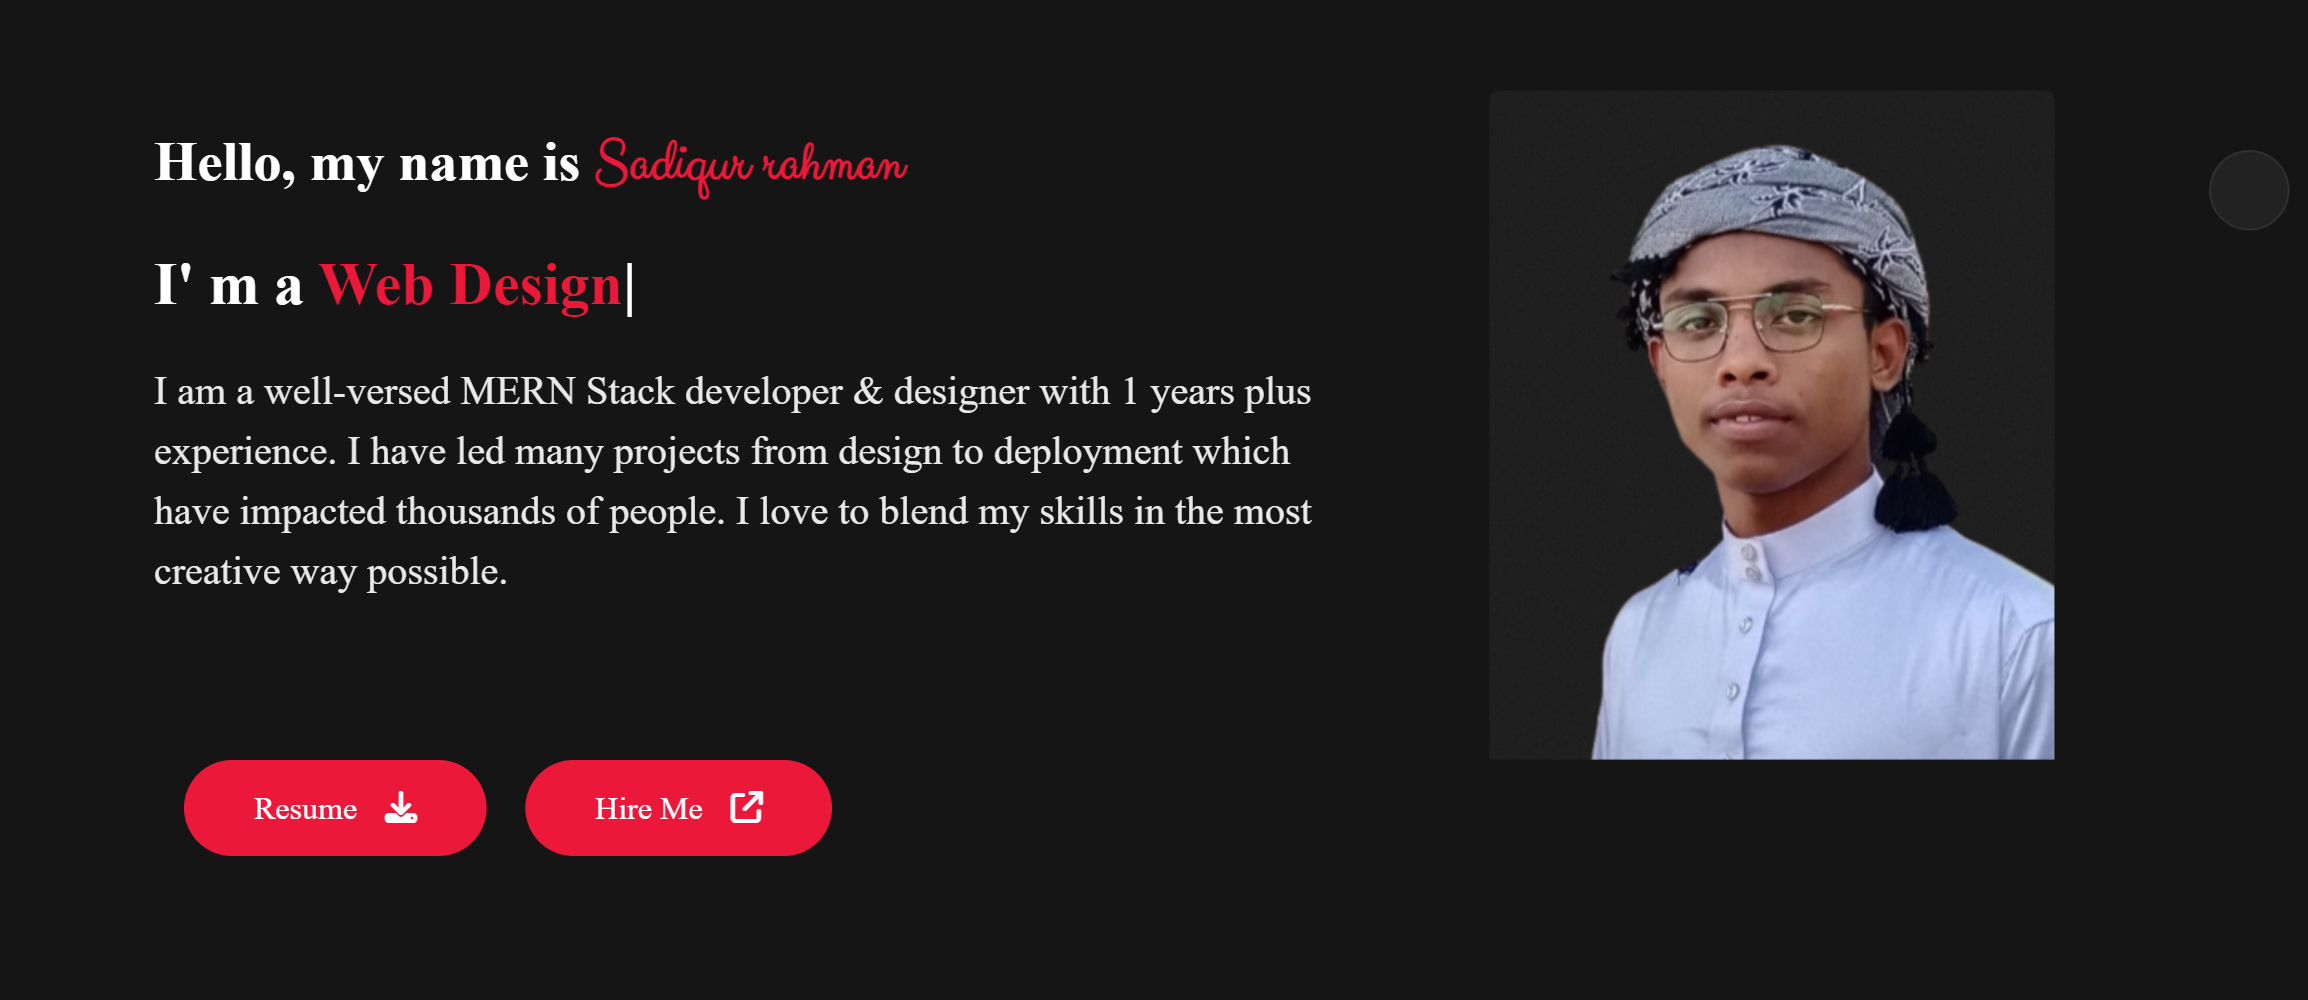 Hello, my name is Sadiqur rahman
I' m a Web Design|
I am a well-versed MERN Stack developer & designer with 1 years plus
experience. I have led many projects from design to deployment which
have impacted thousands of people. I love to blend my skills in the most
creative way possible.
Resume
Hire Me